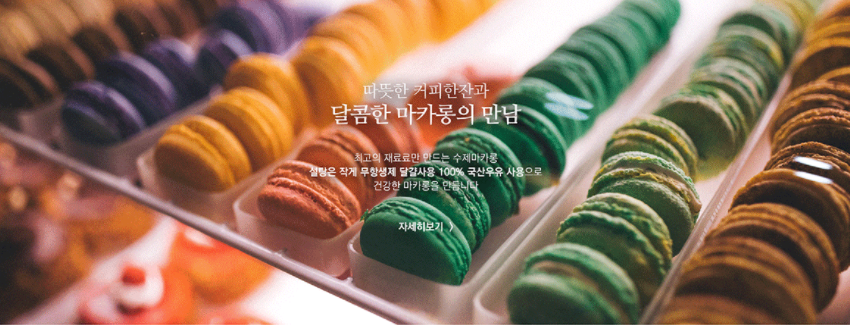 따뜻한 커피한잔과
달콤한 마카롱의 만남
최고의 재료료만 만드는 수제마카롱
설탕은 작게 무항생제 달걀사용 100% 국산우유 사용으로
건강한 마카롱을 만듭니다
자세히보기 》